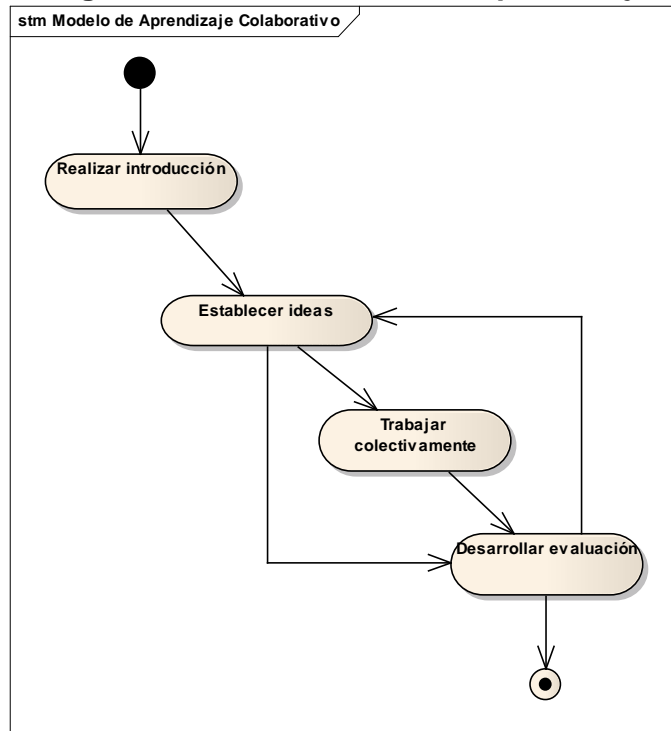 stm Modelo de Aprendizaje Colaborativo
Realizar introducción
Establecer ideas
Trabajar
colectivamente
Desarrollar evaluación